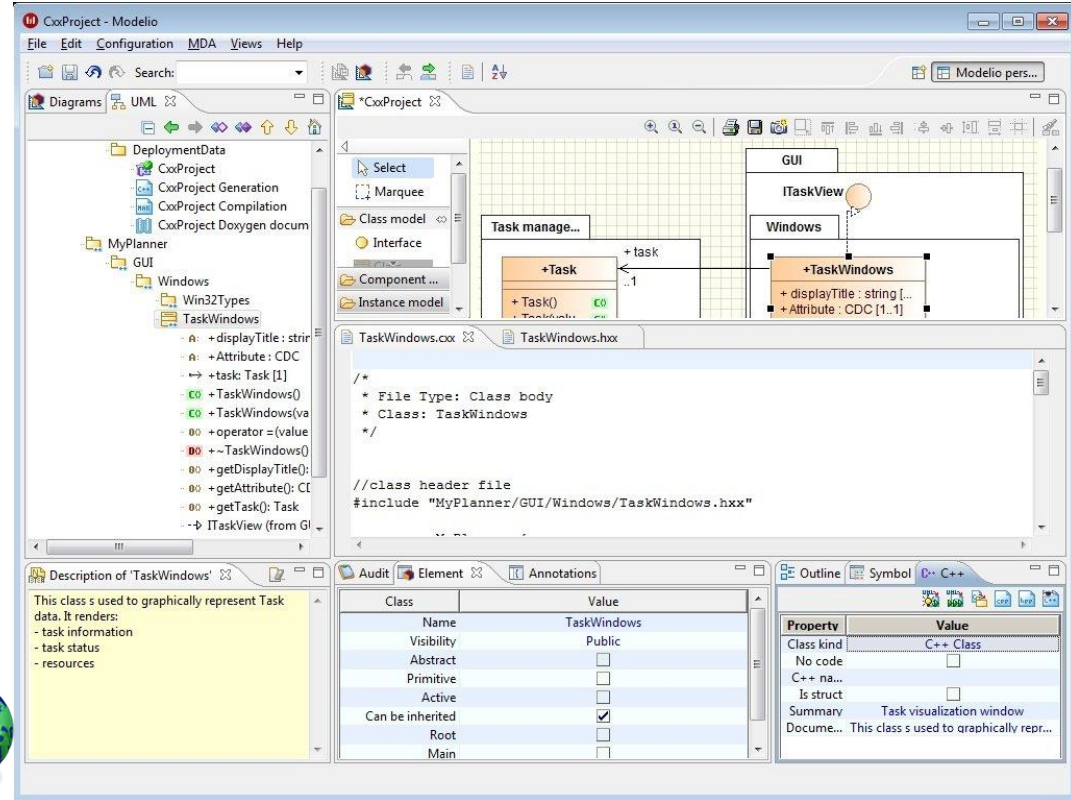 CxxProject - Modelio
File Edit Configuration MDA Views Help
Search:
Modelio pers...
Diagrams UML
DeploymentData
CxxProject
CxxProject Generation
CxxProject Compilation
CxxProject Doxygen docum
MyPlanner
GUI
Windows
Win32Types
TaskWindows
+displayTitle : strin
+Attribute : CDC
+task: Task [1]
+TaskWindows()
+TaskWindows(va
+operator =(value
+~TaskWindows()
+getDisplayTitle():
+getAttribute(): CD
+getTask(): Task
ITaskView (from GU
*CxxProject
Select
Marquee
Class model
Interface
Component ...
Instance model
Task manage...
+Task
+ Task()
+ task
..1
GUI
ITaskView
Windows
+TaskWindows
+ displayTitle : string [...
+ Attribute : CDC [1..1]
TaskWindows.cxx TaskWindows.hxx
/*
* File Type: Class body
* Class: TaskWindows
*/
//class header file
#include "MyPlanner/GUI/Windows/TaskWindows.hxx"
Description of 'TaskWindows'
This class s used to graphically represent Task
data. It renders:
- task information
- task status
- resources
Audit Element Annotations
Class Value
Name TaskWindows
Visibility Public
Abstract
Primitive
Active
Can be inherited
Root
Main
Outline Symbol C++
Property Value
Class kind C++ Class
No code
C++ na...
Is struct
Summary Task visualization window
Docume... This class s used to graphically repr...